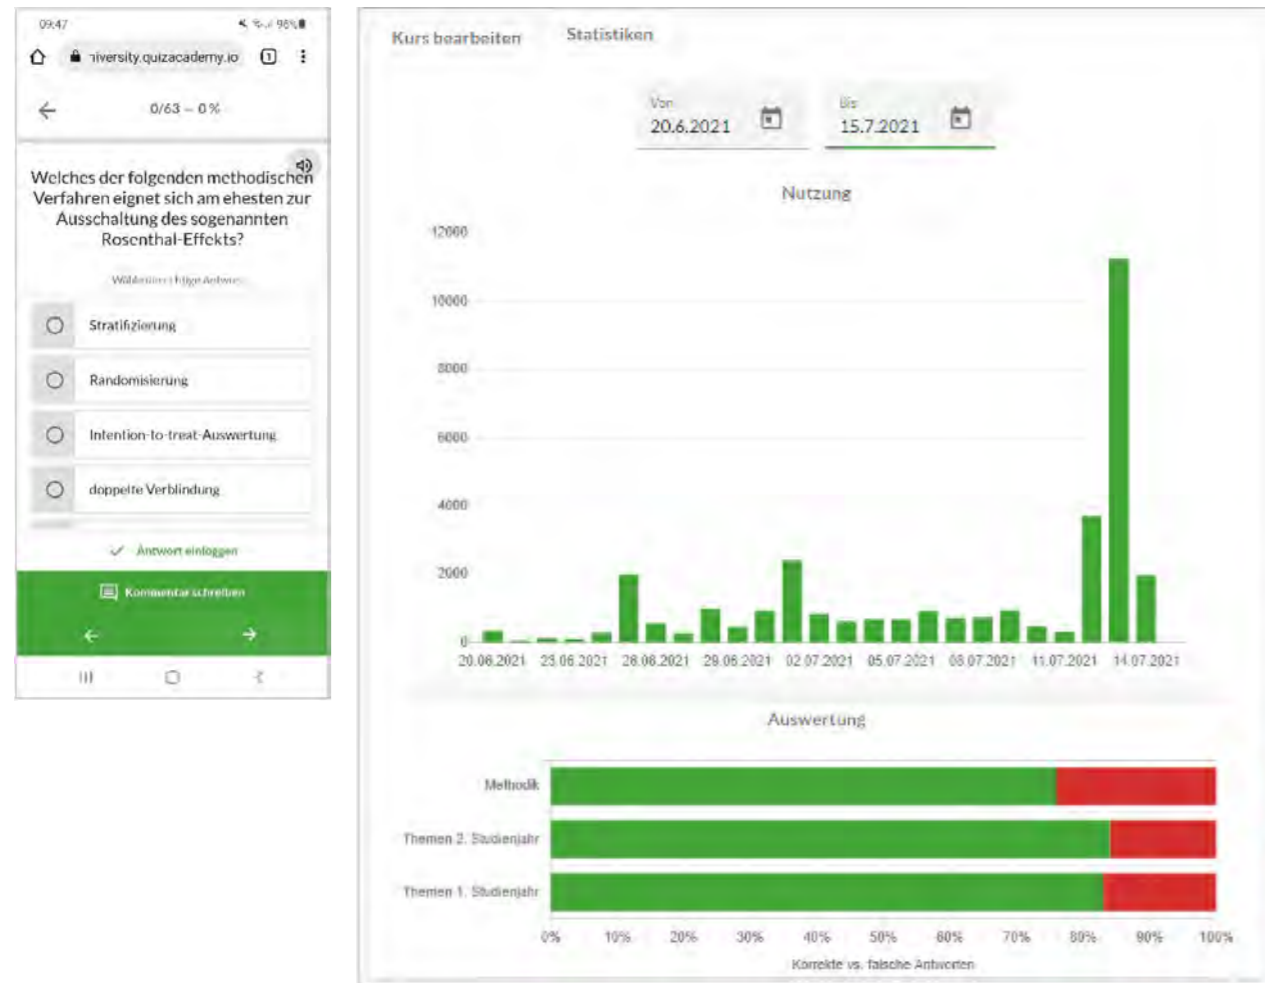 09:47
98%
niversity.quizacademy.io
1
0/63 – 0 %
Welches der folgenden methodischen
Verfahren eignet sich am ehesten zur
Ausschaltung des sogenannten
Rosenthal-Effekts?
Stratifizierung
Randomisierung
Intention-to-treat-Auswertung
doppelte Verblindung
Antwort einloggen
Kommentar schreiben
Kurs bearbeiten
Statistiken
Von
20.6.2021
Bis
15.7.2021
Nutzung
12000
10000
8000
6000
4000
2000
0
20.06.2021 23.06.2021 26.06.2021 29.06.2021 02.07.2021 05.07.2021 08.07.2021 11.07.2021 14.07.2021
Auswertung
Methodik
Themen 2. Studienjahr
Themen 1. Studienjahr
0% 10% 20% 30% 40% 50% 60% 70% 80% 90% 100%
Korrekte vs. falsche Antworten